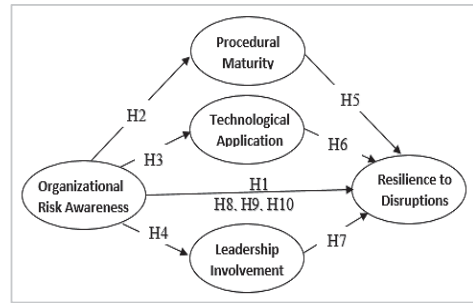 Procedural
Maturity
H2
H5
Technological
Application
H3
H6
Organizational
Risk Awareness
H1
H8、H9、H10
Resilience to
Disruptions
H4
H7
Leadership
Involvement